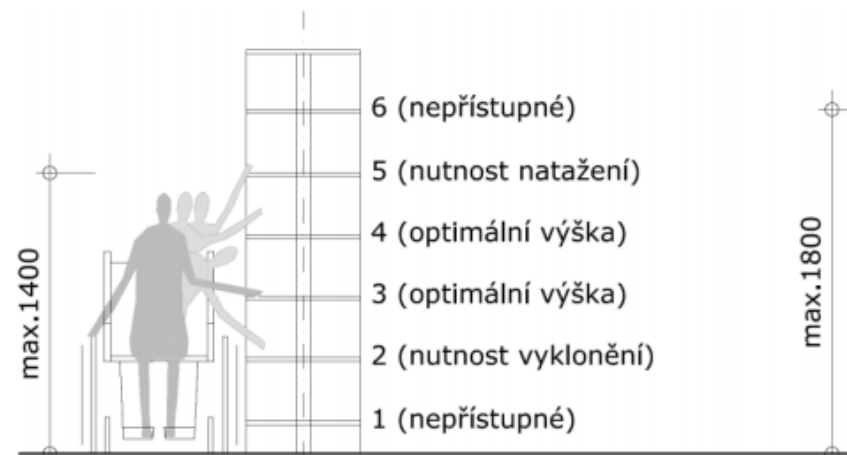 6 (nepřístupné)
5 (nutnost natažení)
4 (optimální výška)
3 (optimální výška)
2 (nutnost vyklonění)
1 (nepřístupné)
max.1400
max.1800